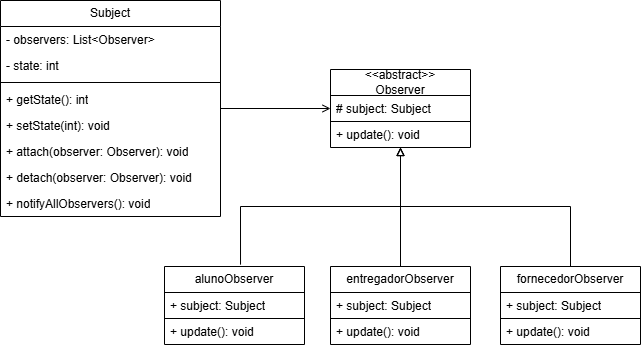 Subject
- observers: List<Observer>
- state: int
+ getState(): int
+ setState(int): void
+ attach(observer: Observer): void
+ detach(observer: Observer): void
+ notifyAllObservers(): void
<<abstract>>
Observer
# subject: Subject
+ update(): void
alunoObserver
+ subject: Subject
+ update(): void
entregadorObserver
+ subject: Subject
+ update(): void
fornecedorObserver
+ subject: Subject
+ update(): void